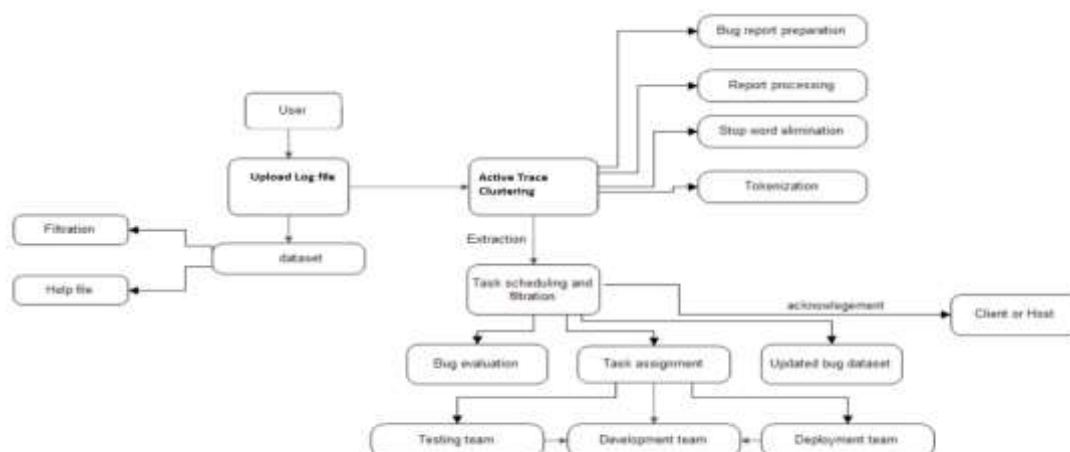 Bug report preparation
Report processing
User
Stop word elimination
Upload Log file
Active Trace
Clustering
Tokenization
Filtration
Extraction
dataset
Help file
Task scheduling and
filtration
acknowlegement
Client or Host
Bug evaluation
Task assignment
Updated bug dataset
Testing team
Development team
Deployment team